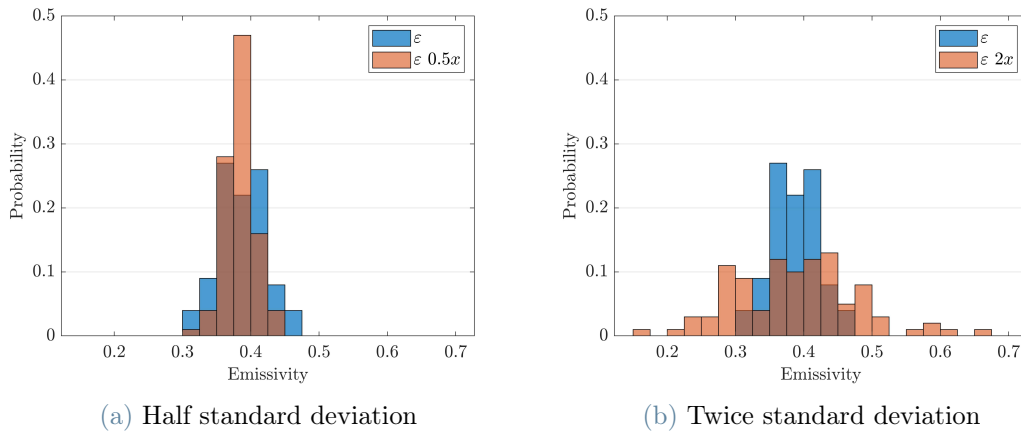 0.5
0.4
0.3
0.2
0.1
0
Probability
ε
ε 0.5x
0.2 0.3 0.4 0.5 0.6 0.7
Emissivity
(a) Half standard deviation
0.5
0.4
0.3
0.2
0.1
0
Probability
ε
ε 2x
0.2 0.3 0.4 0.5 0.6 0.7
Emissivity
(b) Twice standard deviation